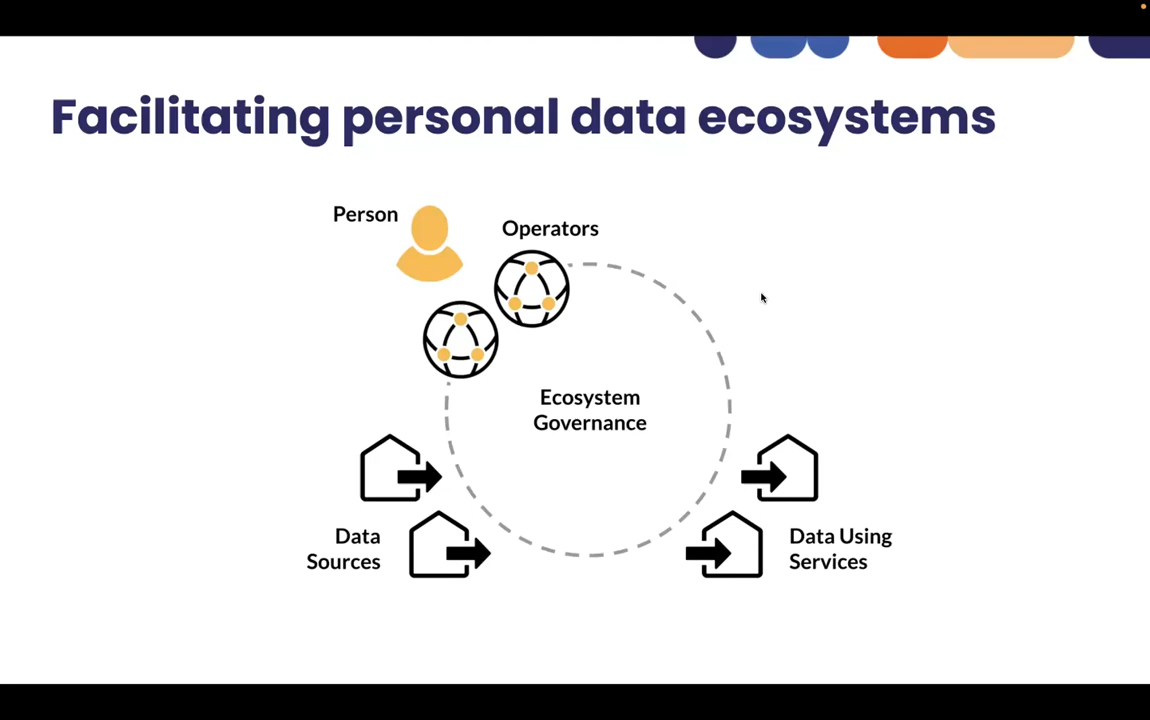 Facilitating personal data ecosystems
Person
Operators
Ecosystem
Governance
Data
Sources
Data Using
Services